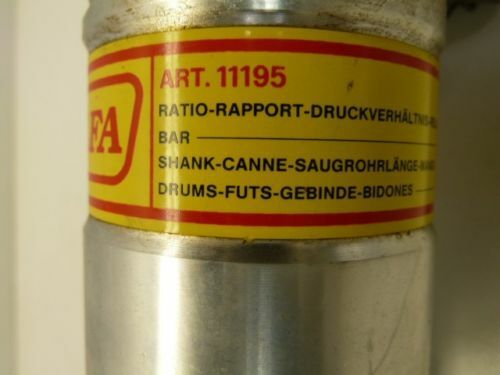 FA
ART. 11195
RATIO-RAPPORT-DRUCKVERHÄLTNIS-
BAR
SHANK-CANNE-SAUGROHRLÄNGE-
DRUMS-FUTS-GEBINDE-BIDONES